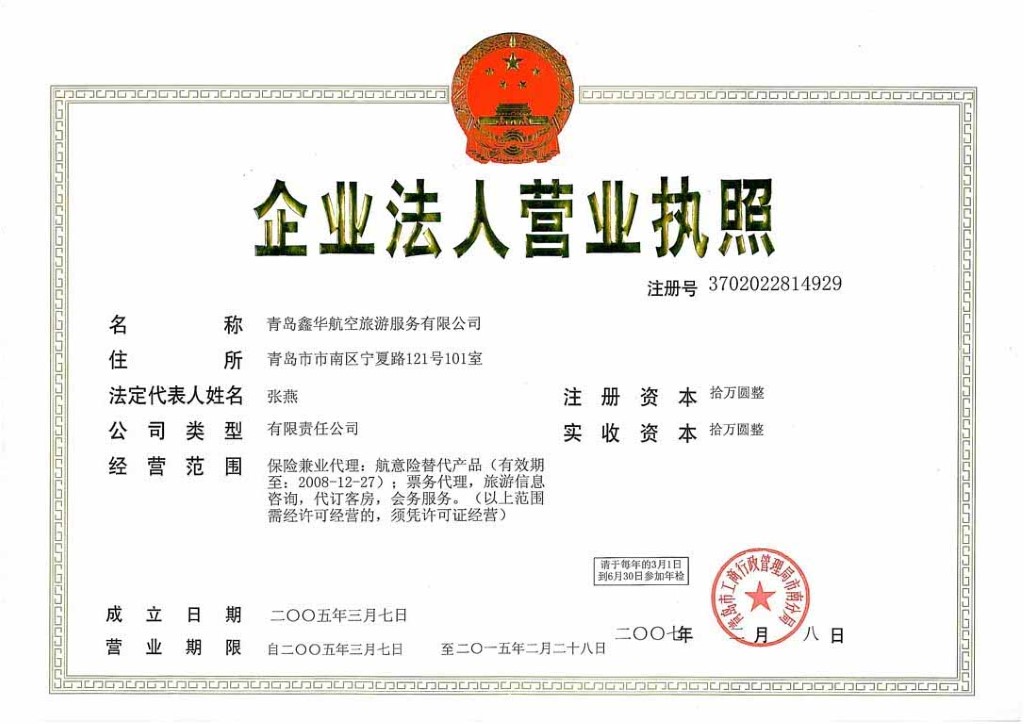 企业法人营业执照
注册号 3702022814929
名称 青岛鑫华航空旅游服务有限公司
住所 青岛市市南区宁夏路121号101室
法定代表人姓名 张燕
注册资本 拾万圆整
公司类型 有限责任公司
实收资本 拾万圆整
经营范围 保险兼业代理：航意险替代产品（有效期
至：2008-12-27）；票务代理，旅游信息
咨询，代订客房，会务服务。（以上范围
需经许可经营的，须凭许可证经营）
请于每年的3月1日
到6月30日参加年检
青岛市工商行政管理局市南分局
成立日期 二〇〇五年三月七日
二〇〇七年 二月 八日
营业期限 自二〇〇五年三月七日 至二〇一五年二月二十八日